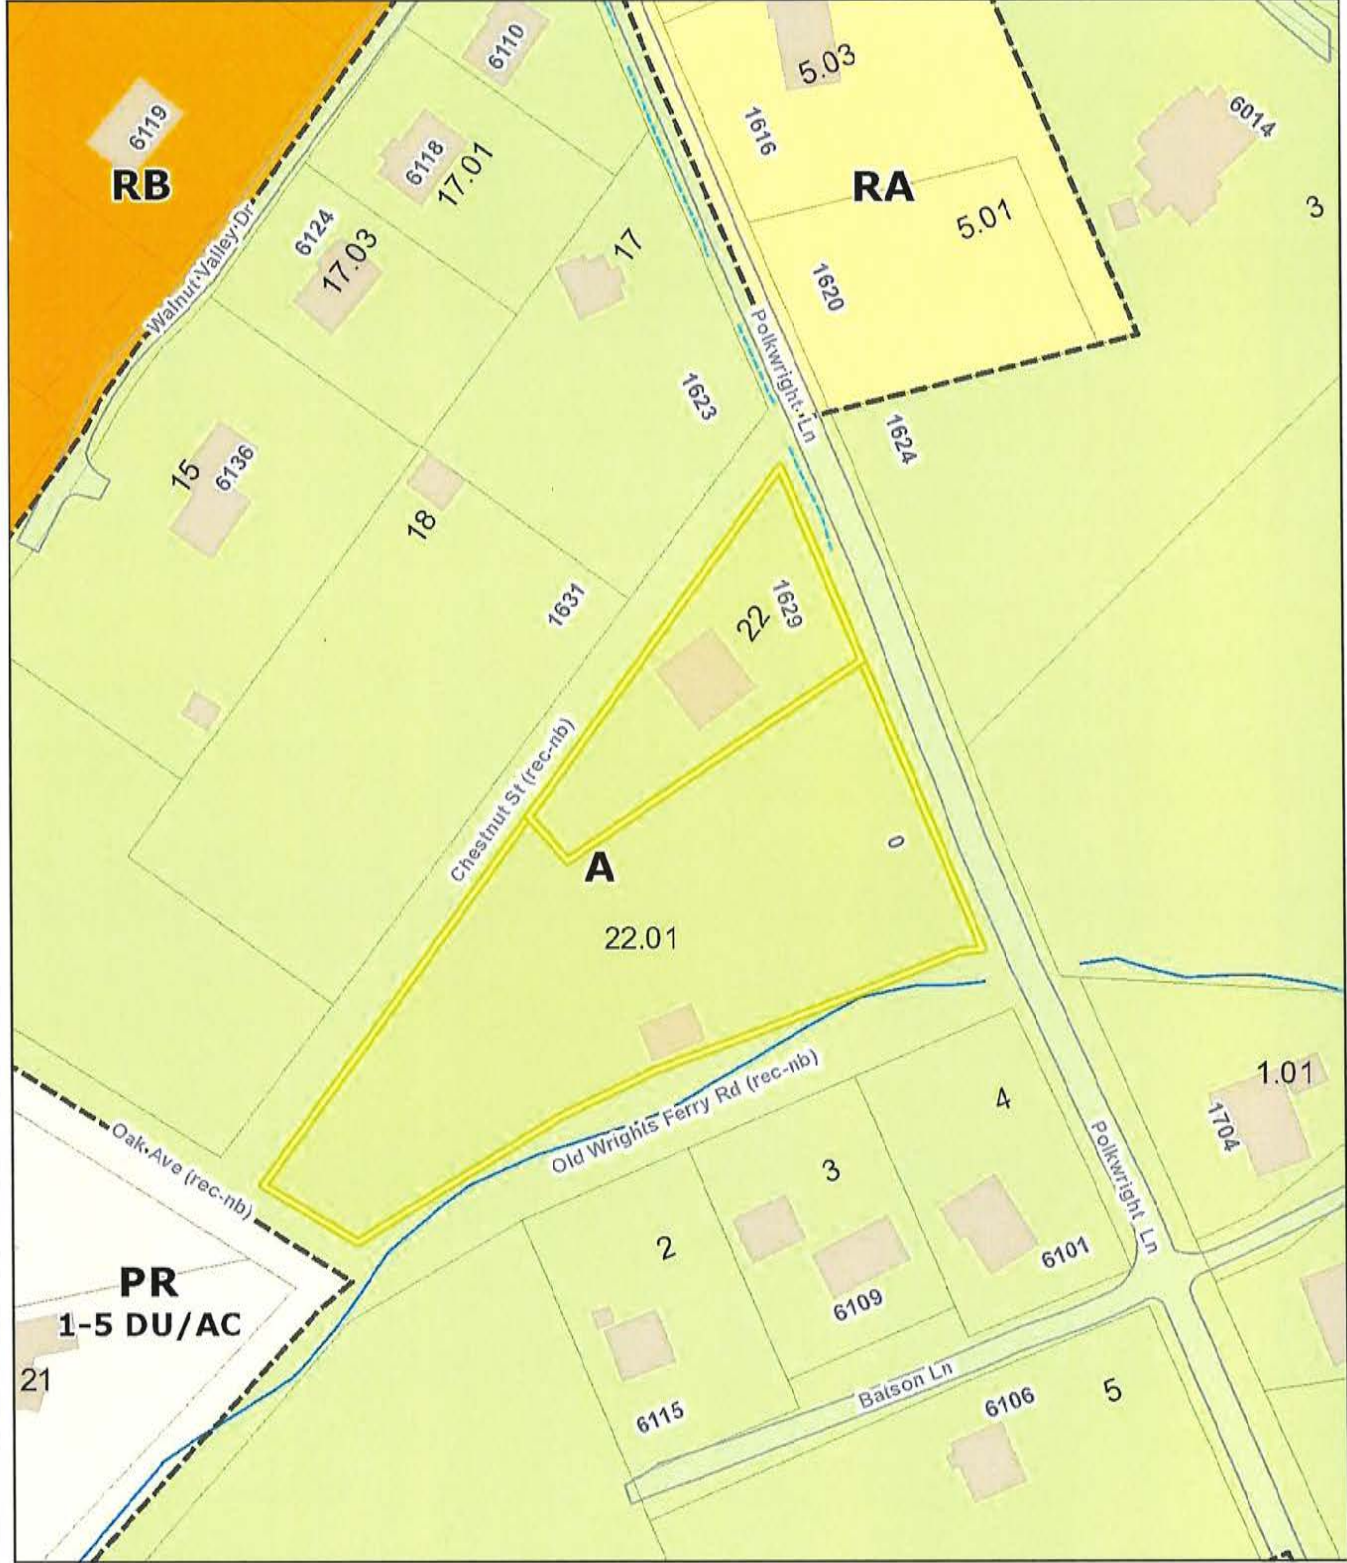 6110
5.03
6119
1616
6014
RB
6118
17.01
RA
3
5.01
6124
17
17.03
Walnut Valley Dr
1620
Polkwright Ln
1623
1624
15
6136
18
1631
22
1629
Chestnut St (rec-nb)
0
A
22.01
1.01
4
Old Wrights Ferry Rd (rec-nb)
1704
Oak Ave (rec-nb)
3
Polkwright Ln
2
6101
PR
1-5 DU/AC
6109
21
Batson Ln
5
6106
6115